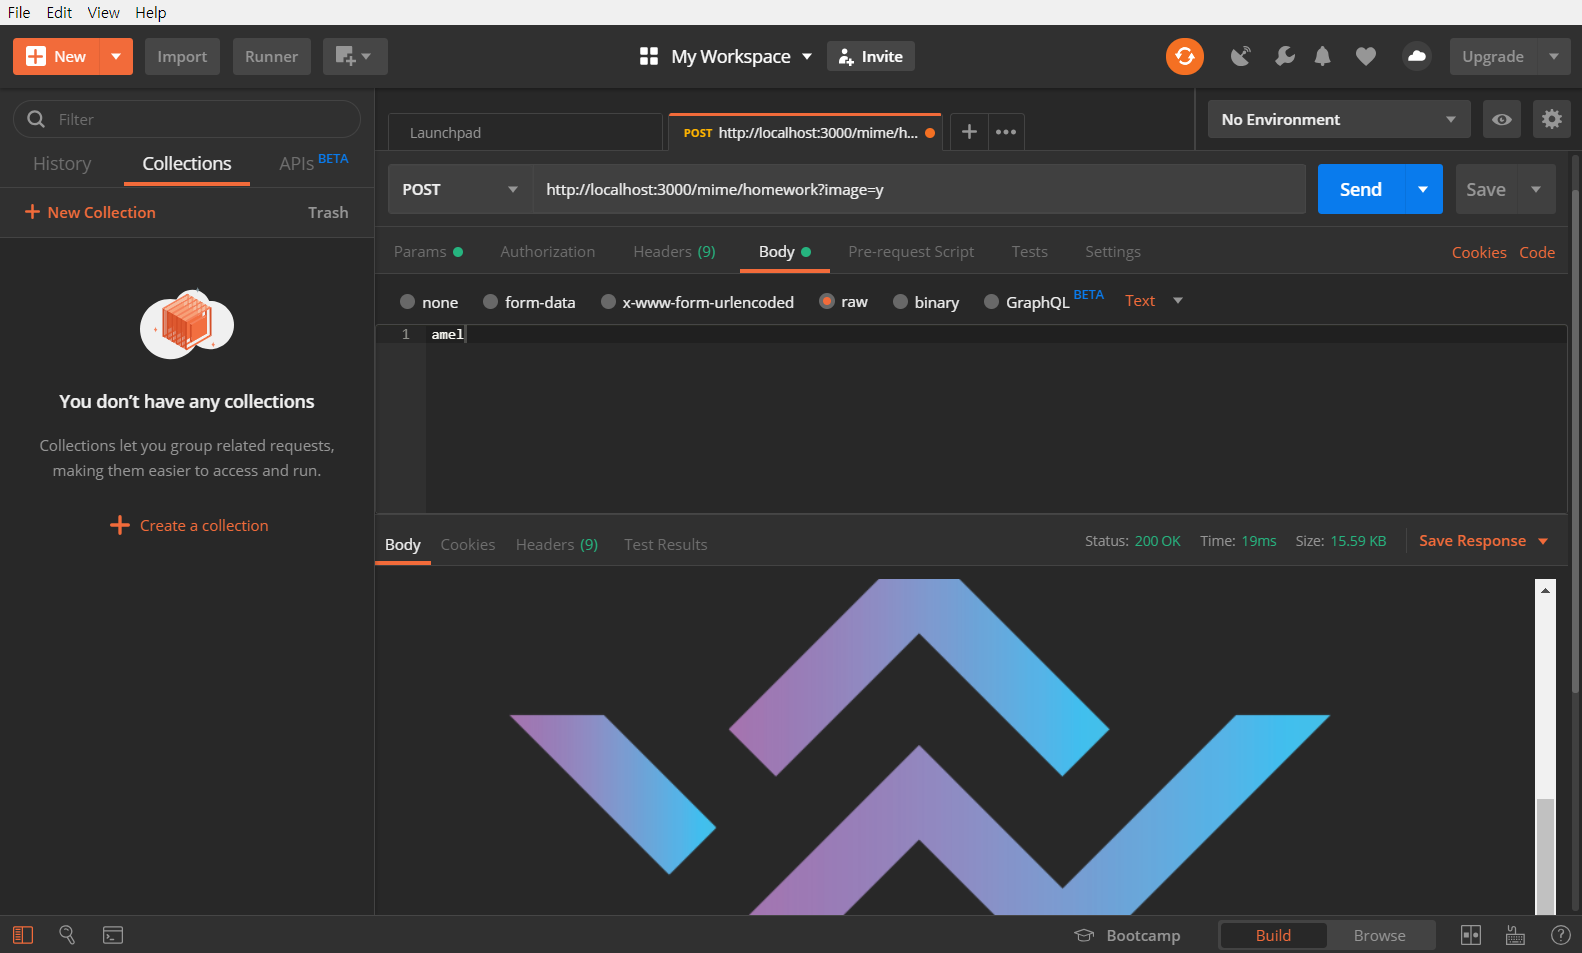 File Edit View Help
New Import Runner My Workspace Invite Upgrade
Filter
History Collections APIs BETA
New Collection Trash
You don’t have any collections
Collections let you group related requests,
making them easier to access and run.
Create a collection
Launchpad POST http://localhost:3000/mime/h... No Environment
POST http://localhost:3000/mime/homework?image=y Send Save
Params Authorization Headers (9) Body Pre-request Script Tests Settings Cookies Code
none form-data x-www-form-urlencoded raw binary GraphQL BETA Text
1 amel
Body Cookies Headers (9) Test Results Status: 200 OK Time: 19ms Size: 15.59 KB Save Response
Bootcamp Build Browse